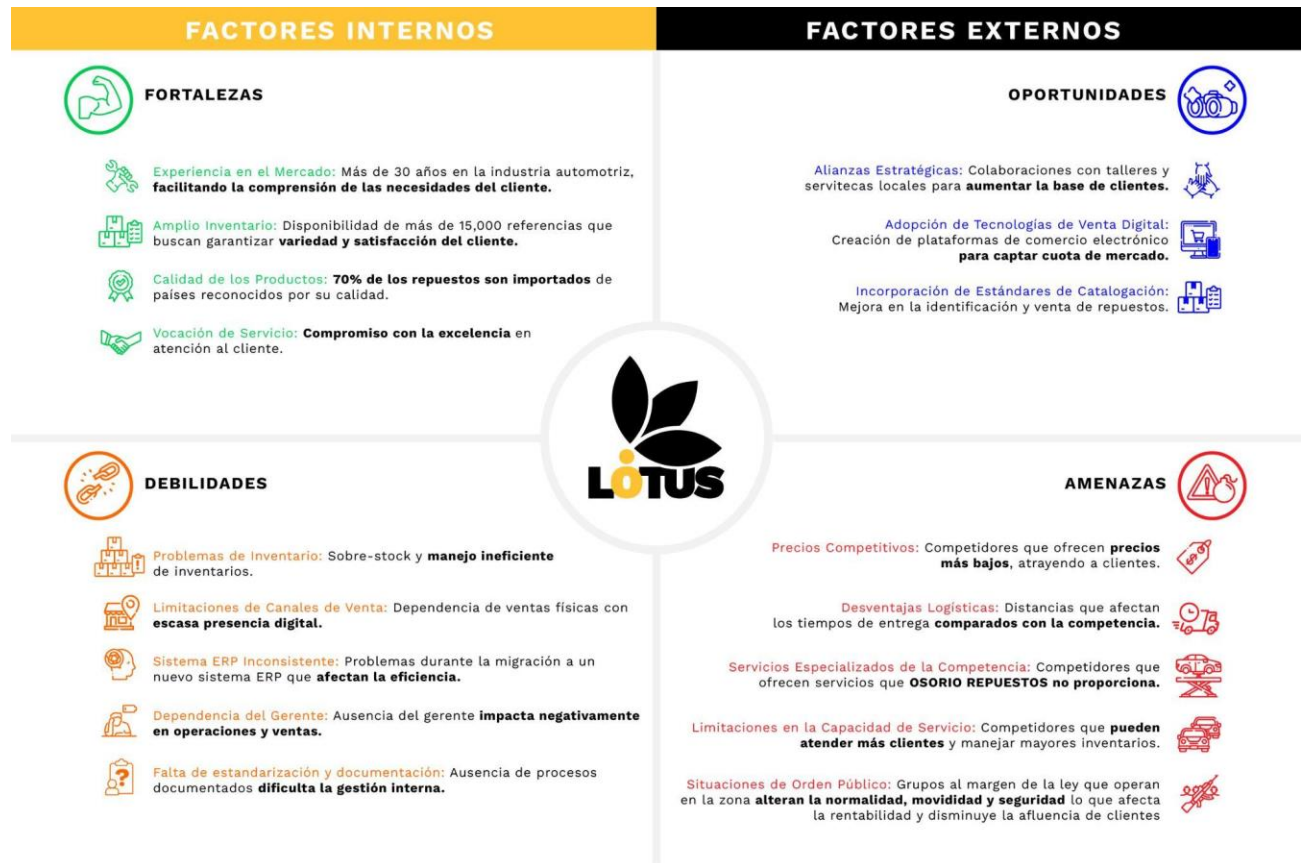 FACTORES INTERNOS
FACTORES EXTERNOS
FORTALEZAS
Experiencia en el Mercado: Más de 30 años en la industria automotriz,
facilitando la comprensión de las necesidades del cliente.
Amplio Inventario: Disponibilidad de más de 15,000 referencias que
buscan garantizar variedad y satisfacción del cliente.
Calidad de los Productos: 70% de los repuestos son importados de
países reconocidos por su calidad.
Vocación de Servicio: Compromiso con la excelencia en
atención al cliente.
OPORTUNIDADES
Alianzas Estratégicas: Colaboraciones con talleres y
servitecas locales para aumentar la base de clientes.
Adopción de Tecnologías de Venta Digital:
Creación de plataformas de comercio electrónico
para captar cuota de mercado.
Incorporación de Estándares de Catalogación:
Mejora en la identificación y venta de repuestos.
LOTUS
DEBILIDADES
Problemas de Inventario: Sobre-stock y manejo ineficiente
de inventarios.
Limitaciones de Canales de Venta: Dependencia de ventas físicas con
escasa presencia digital.
Sistema ERP Inconsistente: Problemas durante la migración a un
nuevo sistema ERP que afectan la eficiencia.
Dependencia del Gerente: Ausencia del gerente impacta negativamente
en operaciones y ventas.
Falta de estandarización y documentación: Ausencia de procesos
documentados dificulta la gestión interna.
AMENAZAS
Precios Competitivos: Competidores que ofrecen precios
más bajos, atrayendo a clientes.
Desventajas Logísticas: Distancias que afectan
los tiempos de entrega comparados con la competencia.
Servicios Especializados de la Competencia: Competidores que
ofrecen servicios que OSORIO REPUESTOS no proporciona.
Limitaciones en la Capacidad de Servicio: Competidores que pueden
atender más clientes y manejar mayores inventarios.
Situaciones de Orden Público: Grupos al margen de la ley que operan
en la zona alteran la normalidad, movididad y seguridad lo que afecta
la rentabilidad y disminuye la afluencia de clientes